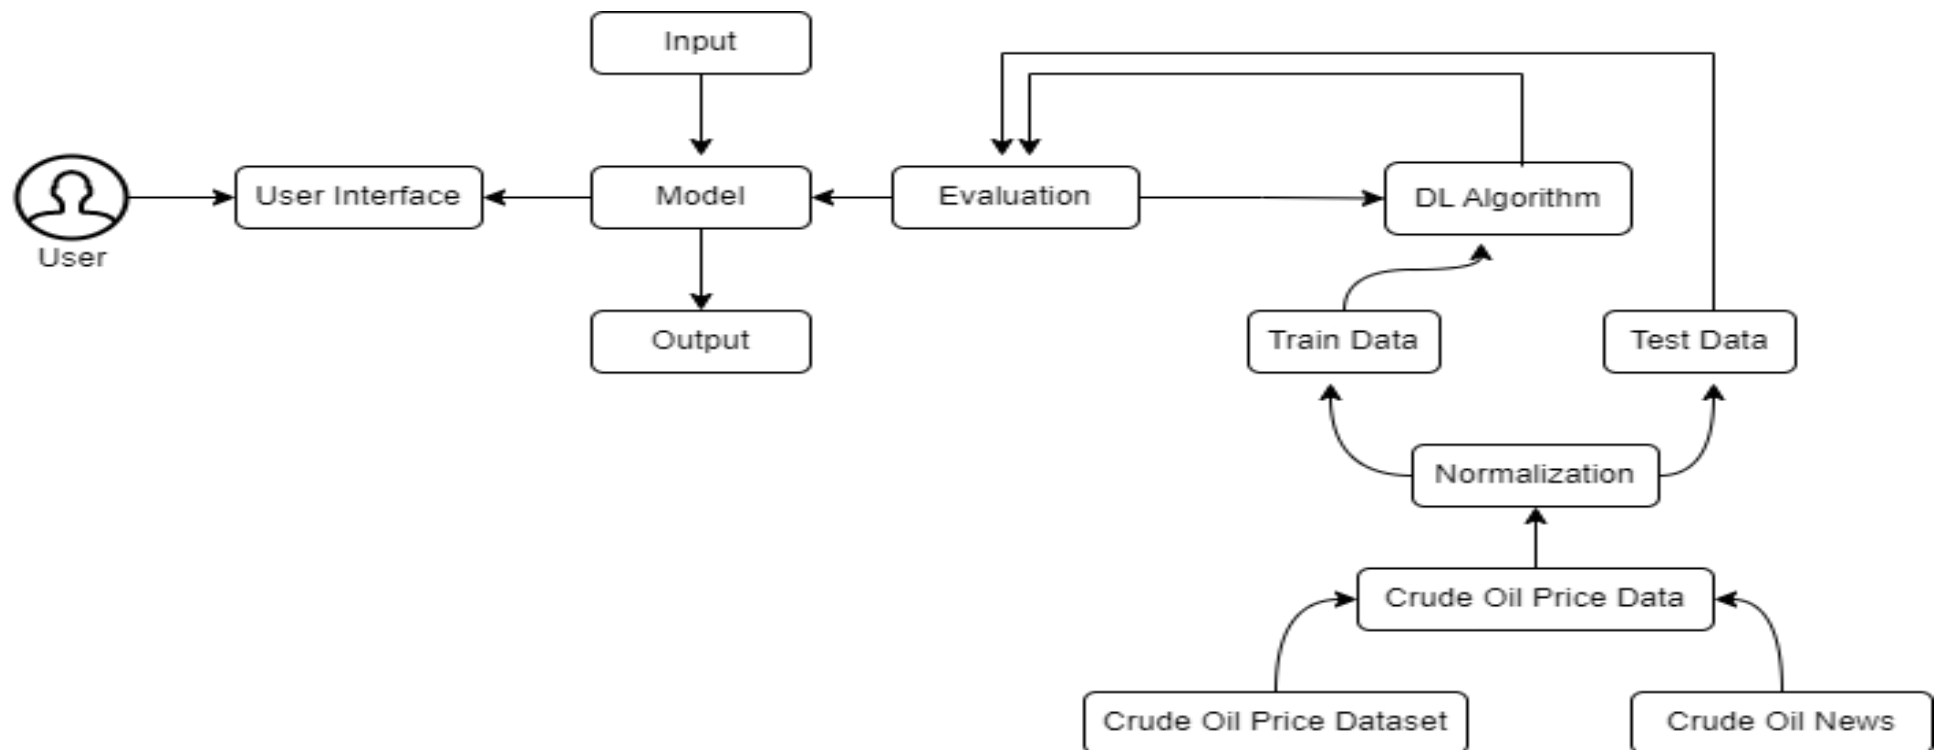 Input
User Interface
Model
Evaluation
DL Algorithm
User
Output
Train Data
Test Data
Normalization
Crude Oil Price Data
Crude Oil Price Dataset
Crude Oil News